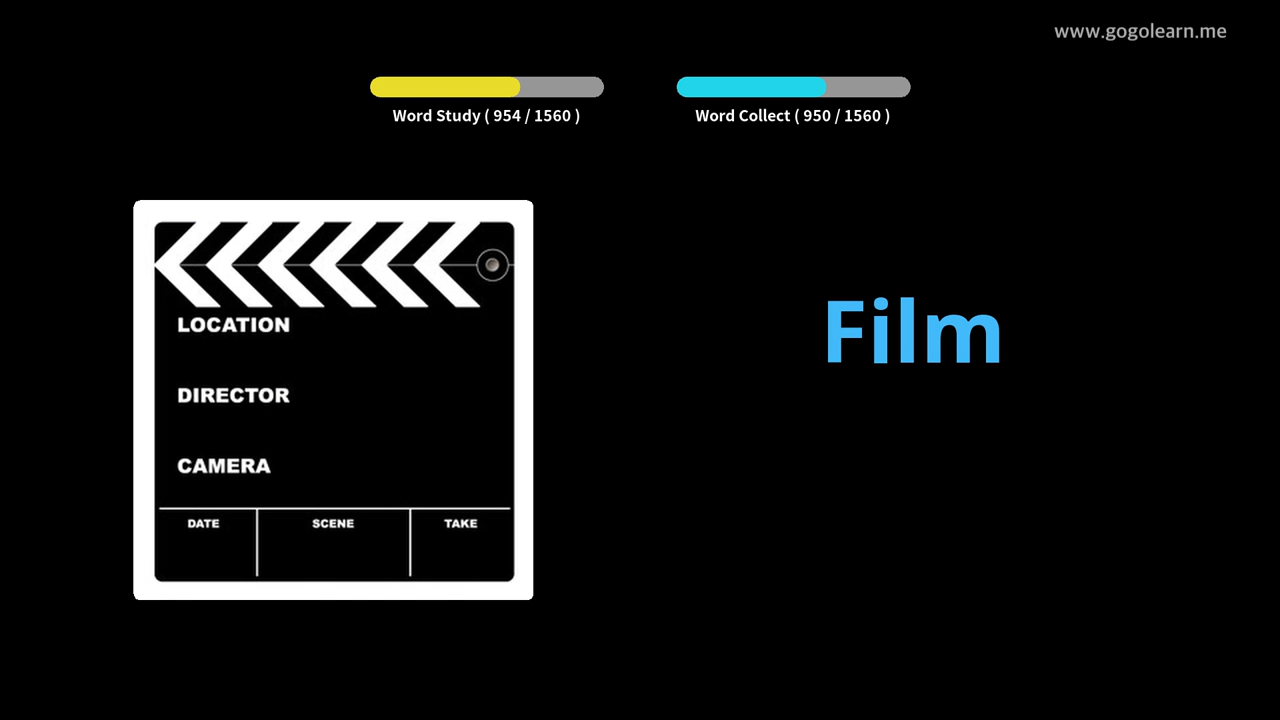 www.gogolearn.me
Word Study ( 954 / 1560 )
Word Collect ( 950 / 1560 )
LOCATION
DIRECTOR
CAMERA
DATE
SCENE
TAKE
Film